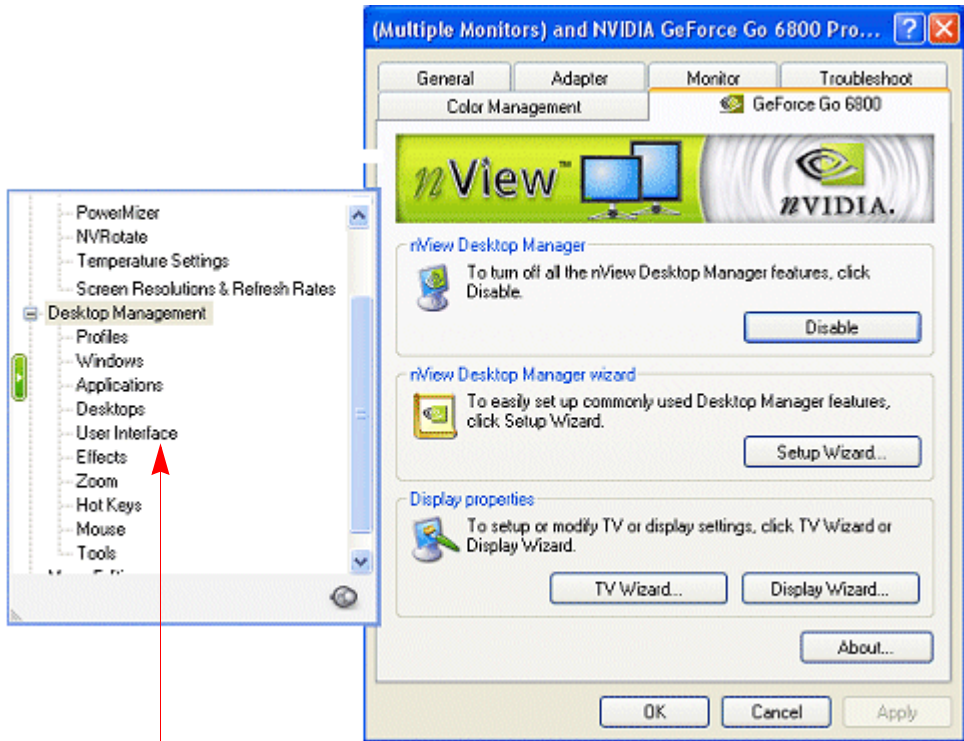 (Multiple Monitors) and NVIDIA GeForce Go 6800 Pro...
General Adapter Monitor Troubleshoot
Color Management GeForce Go 6800
nView™
nVIDIA.
nView Desktop Manager
To turn off all the nView Desktop Manager features, click
Disable.
Disable
nView Desktop Manager wizard
To easily set up commonly used Desktop Manager features,
click Setup Wizard.
Setup Wizard...
Display properties
To setup or modify TV or display settings, click TV Wizard or
Display Wizard.
TV Wizard... Display Wizard...
About...
OK Cancel Apply
PowerMizer
NVRotate
Temperature Settings
Screen Resolutions & Refresh Rates
Desktop Management
Profiles
Windows
Applications
Desktops
User Interface
Effects
Zoom
Hot Keys
Mouse
Tools